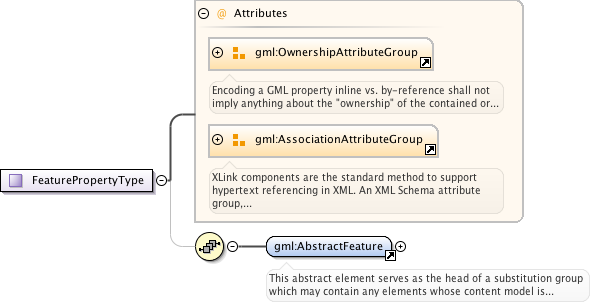 @ Attributes
gml:OwnershipAttributeGroup
Encoding a GML property inline vs. by-reference shall not
imply anything about the "ownership" of the contained or...
gml:AssociationAttributeGroup
XLink components are the standard method to support
hypertext referencing in XML. An XML Schema attribute
group,...
FeaturePropertyType
gml:AbstractFeature
This abstract element serves as the head of a substitution group
which may contain any elements whose content model is...